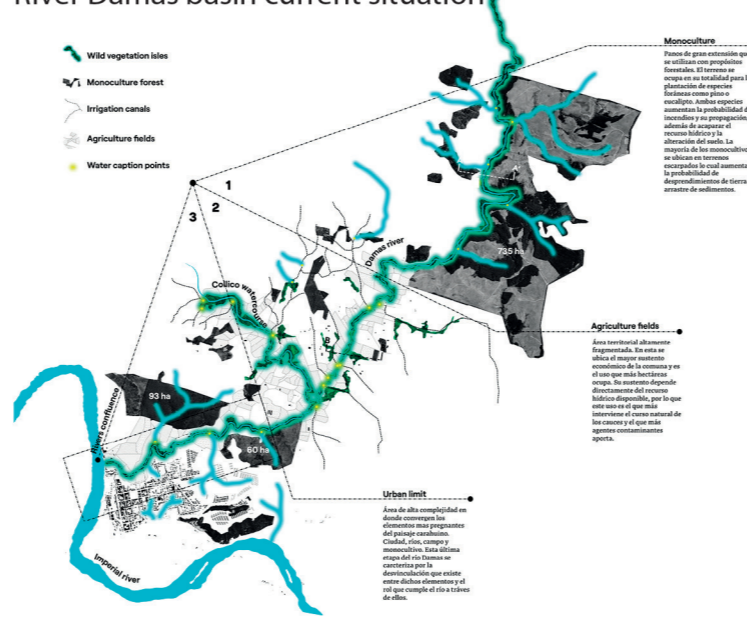 River Damas basin current situation
Wild vegetation isles
Monoculture forest
Irrigation canals
Agriculture fields
Water caption points
1
2
3
Monoculture
Panos de gran extensión que
se utilizan con propósitos
forestales. El terreno se
ocupa en su totalidad para l
plantación de especies
foráneas como pino o
eucalipto. Ambas especies
aumentan la probabilidad d
incendios y su propagación,
además de acaparar el
recurso hídrico y la
alteración del suelo. La
mayoría de los monocultivo
se ubican en terrenos
escarpados lo cual aumenta
la probabilidad de
desprendimientos de tierra
arrastre de sedimentos.
Damas river
735 ha
Collico watercourse
Agriculture fields
Área territorial altamente
fragmentada. En esta se
ubica el mayor sustento
económico de la comuna y es
el uso que más hectáreas
ocupa. Su sustento depende
directamente del recurso
hídrico disponible, por lo que
este uso es el que más
interviene el curso natural de
los cauces y el que más
agentes contaminantes
aporta.
93 ha
60 ha
Rivers confluence
Imperial river
Urban limit
Área de alta complejidad en
donde convergen los
elementos mas pregnantes
del paisaje carahuino.
Ciudad, ríos, campo y
monocultivo. Esta última
etapa del río Damas se
carcteriza por la
desvinculación que existe
entre dichos elementos y el
rol que cumple el río a tráves
de ellos.